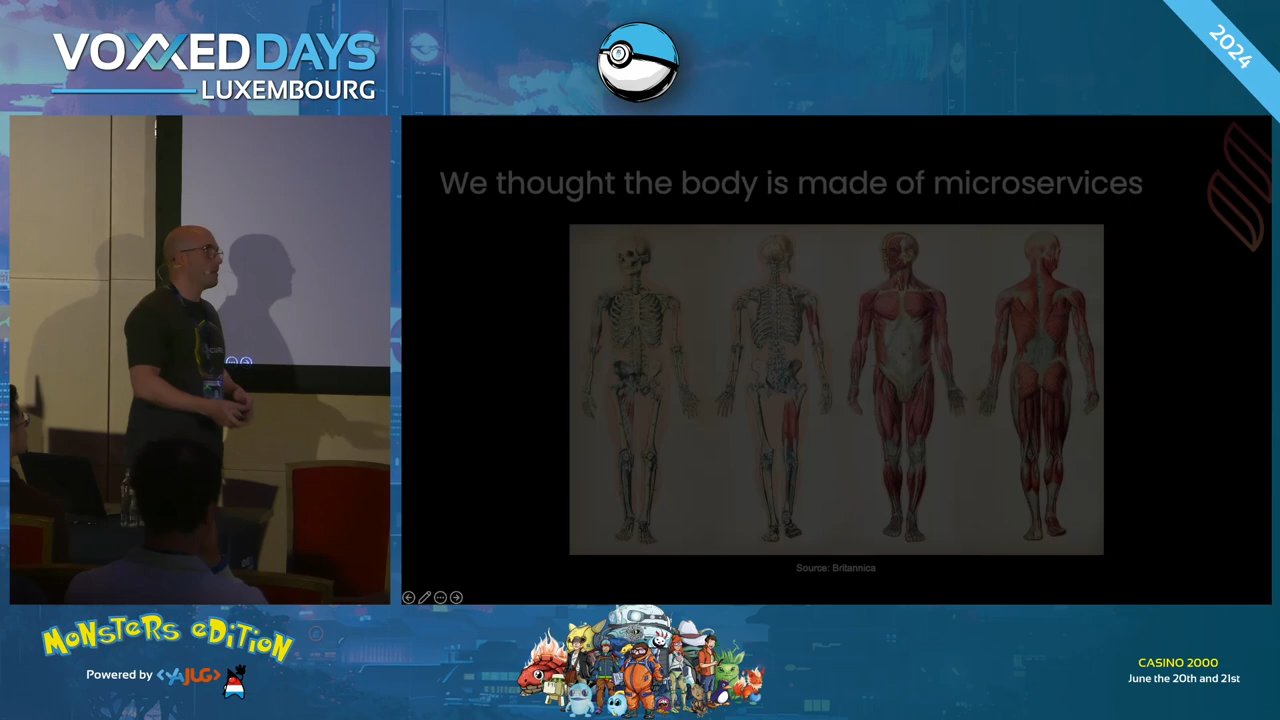 VOXXEDDAYS
LUXEMBOURG
2024
We thought the body is made of microservices
Source: Britannica
MONSTERS EDITION
Powered by <YAJUG>
CASINO 2000
June the 20th and 21st